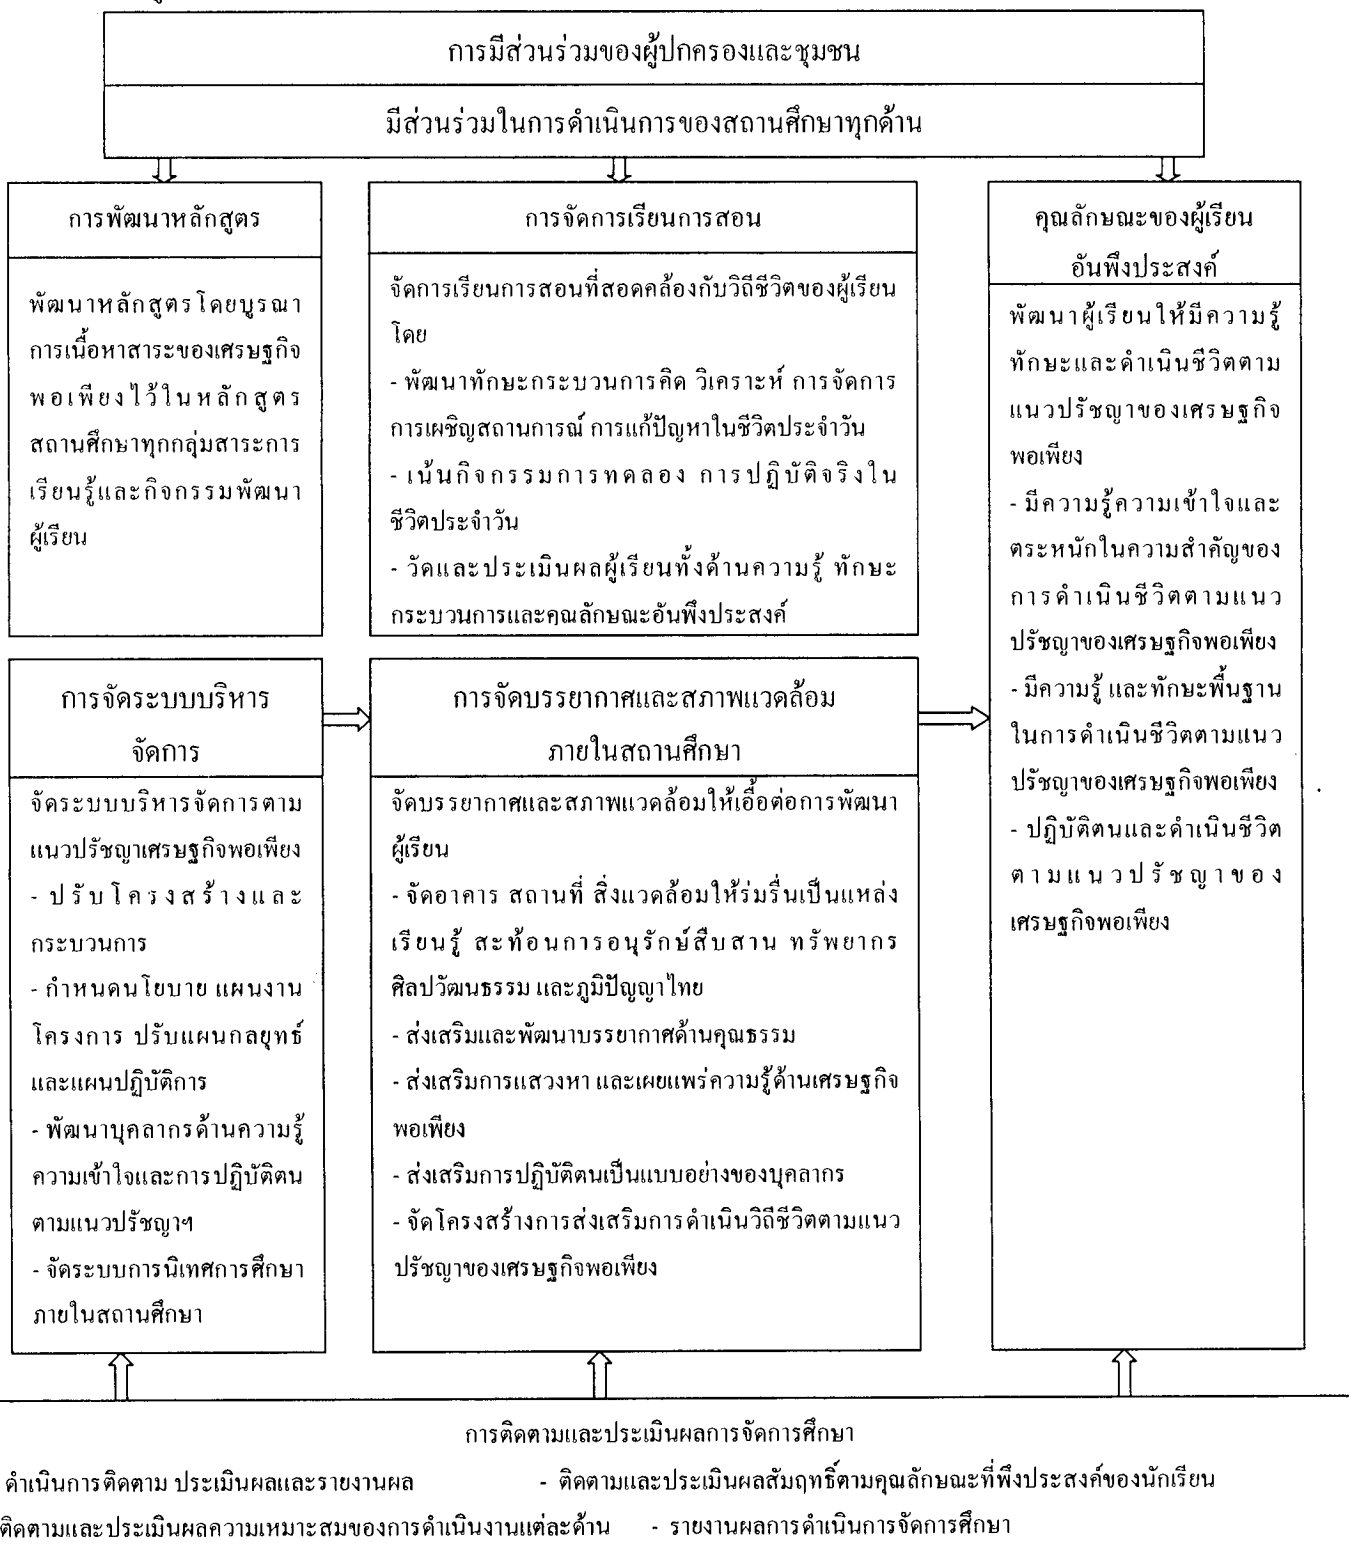 การมีส่วนร่วมของผู้ปกครองและชุมชน
มีส่วนร่วมในการดำเนินการของสถานศึกษาทุกด้าน
การพัฒนาหลักสูตร
พัฒนาหลักสูตรโดยบูรณา
การเนื้อหาสาระของเศรษฐกิจ
พอเพียงไว้ในหลักสูตร
สถานศึกษาทุกกลุ่มสาระการ
เรียนรู้และกิจกรรมพัฒนา
ผู้เรียน
การจัดการเรียนการสอน
จัดการเรียนการสอนที่สอดคล้องกับวิถีชีวิตของผู้เรียน
โดย
- พัฒนาทักษะกระบวนการคิด วิเคราะห์ การจัดการ
การเผชิญสถานการณ์ การแก้ปัญหาในชีวิตประจำวัน
- เน้นกิจกรรมการทดลอง การปฏิบัติจริงใน
ชีวิตประจำวัน
- วัดและประเมินผลผู้เรียนทั้งด้านความรู้ ทักษะ
กระบวนการและคุณลักษณะอันพึงประสงค์
คุณลักษณะของผู้เรียน
อันพึงประสงค์
พัฒนาผู้เรียนให้มีความรู้
ทักษะและดำเนินชีวิตตาม
แนวปรัชญาของเศรษฐกิจ
พอเพียง
- มีความรู้ความเข้าใจและ
ตระหนักในความสำคัญของ
การดำเนินชีวิตตามแนว
ปรัชญาของเศรษฐกิจพอเพียง
- มีความรู้ และทักษะพื้นฐาน
ในการดำเนินชีวิตตามแนว
ปรัชญาของเศรษฐกิจพอเพียง
- ปฏิบัติตนและดำเนินชีวิต
ตามแนวปรัชญาของ
เศรษฐกิจพอเพียง
การจัดระบบบริหาร
จัดการ
จัดระบบบริหารจัดการตาม
แนวปรัชญาเศรษฐกิจพอเพียง
- ปรับโครงสร้างและ
กระบวนการ
- กำหนดนโยบาย แผนงาน
โครงการ ปรับแผนกลยุทธ์
และแผนปฏิบัติการ
- พัฒนาบุคลากรด้านความรู้
ความเข้าใจและการปฏิบัติตน
ตามแนวปรัชญาฯ
- จัดระบบการนิเทศการศึกษา
ภายในสถานศึกษา
การจัดบรรยากาศและสภาพแวดล้อม
ภายในสถานศึกษา
จัดบรรยากาศและสภาพแวดล้อมให้เอื้อต่อการพัฒนา
ผู้เรียน
- จัดอาคาร สถานที่ สิ่งแวดล้อมให้ร่มรื่นเป็นแหล่ง
เรียนรู้ สะท้อนการอนุรักษ์สืบสาน ทรัพยากร
ศิลปวัฒนธรรม และภูมิปัญญาไทย
- ส่งเสริมและพัฒนาบรรยากาศด้านคุณธรรม
- ส่งเสริมการแสวงหา และเผยแพร่ความรู้ด้านเศรษฐกิจ
พอเพียง
- ส่งเสริมการปฏิบัติตนเป็นแบบอย่างของบุคลากร
- จัดโครงสร้างการส่งเสริมการดำเนินวิถีชีวิตตามแนว
ปรัชญาของเศรษฐกิจพอเพียง
การติดตามและประเมินผลการจัดการศึกษา
ดำเนินการติดตาม ประเมินผลและรายงานผล - ติดตามและประเมินผลสัมฤทธิ์ตามคุณลักษณะที่พึงประสงค์ของนักเรียน
ติดตามและประเมินผลความเหมาะสมของการดำเนินงานแต่ละด้าน - รายงานผลการดำเนินการจัดการศึกษา